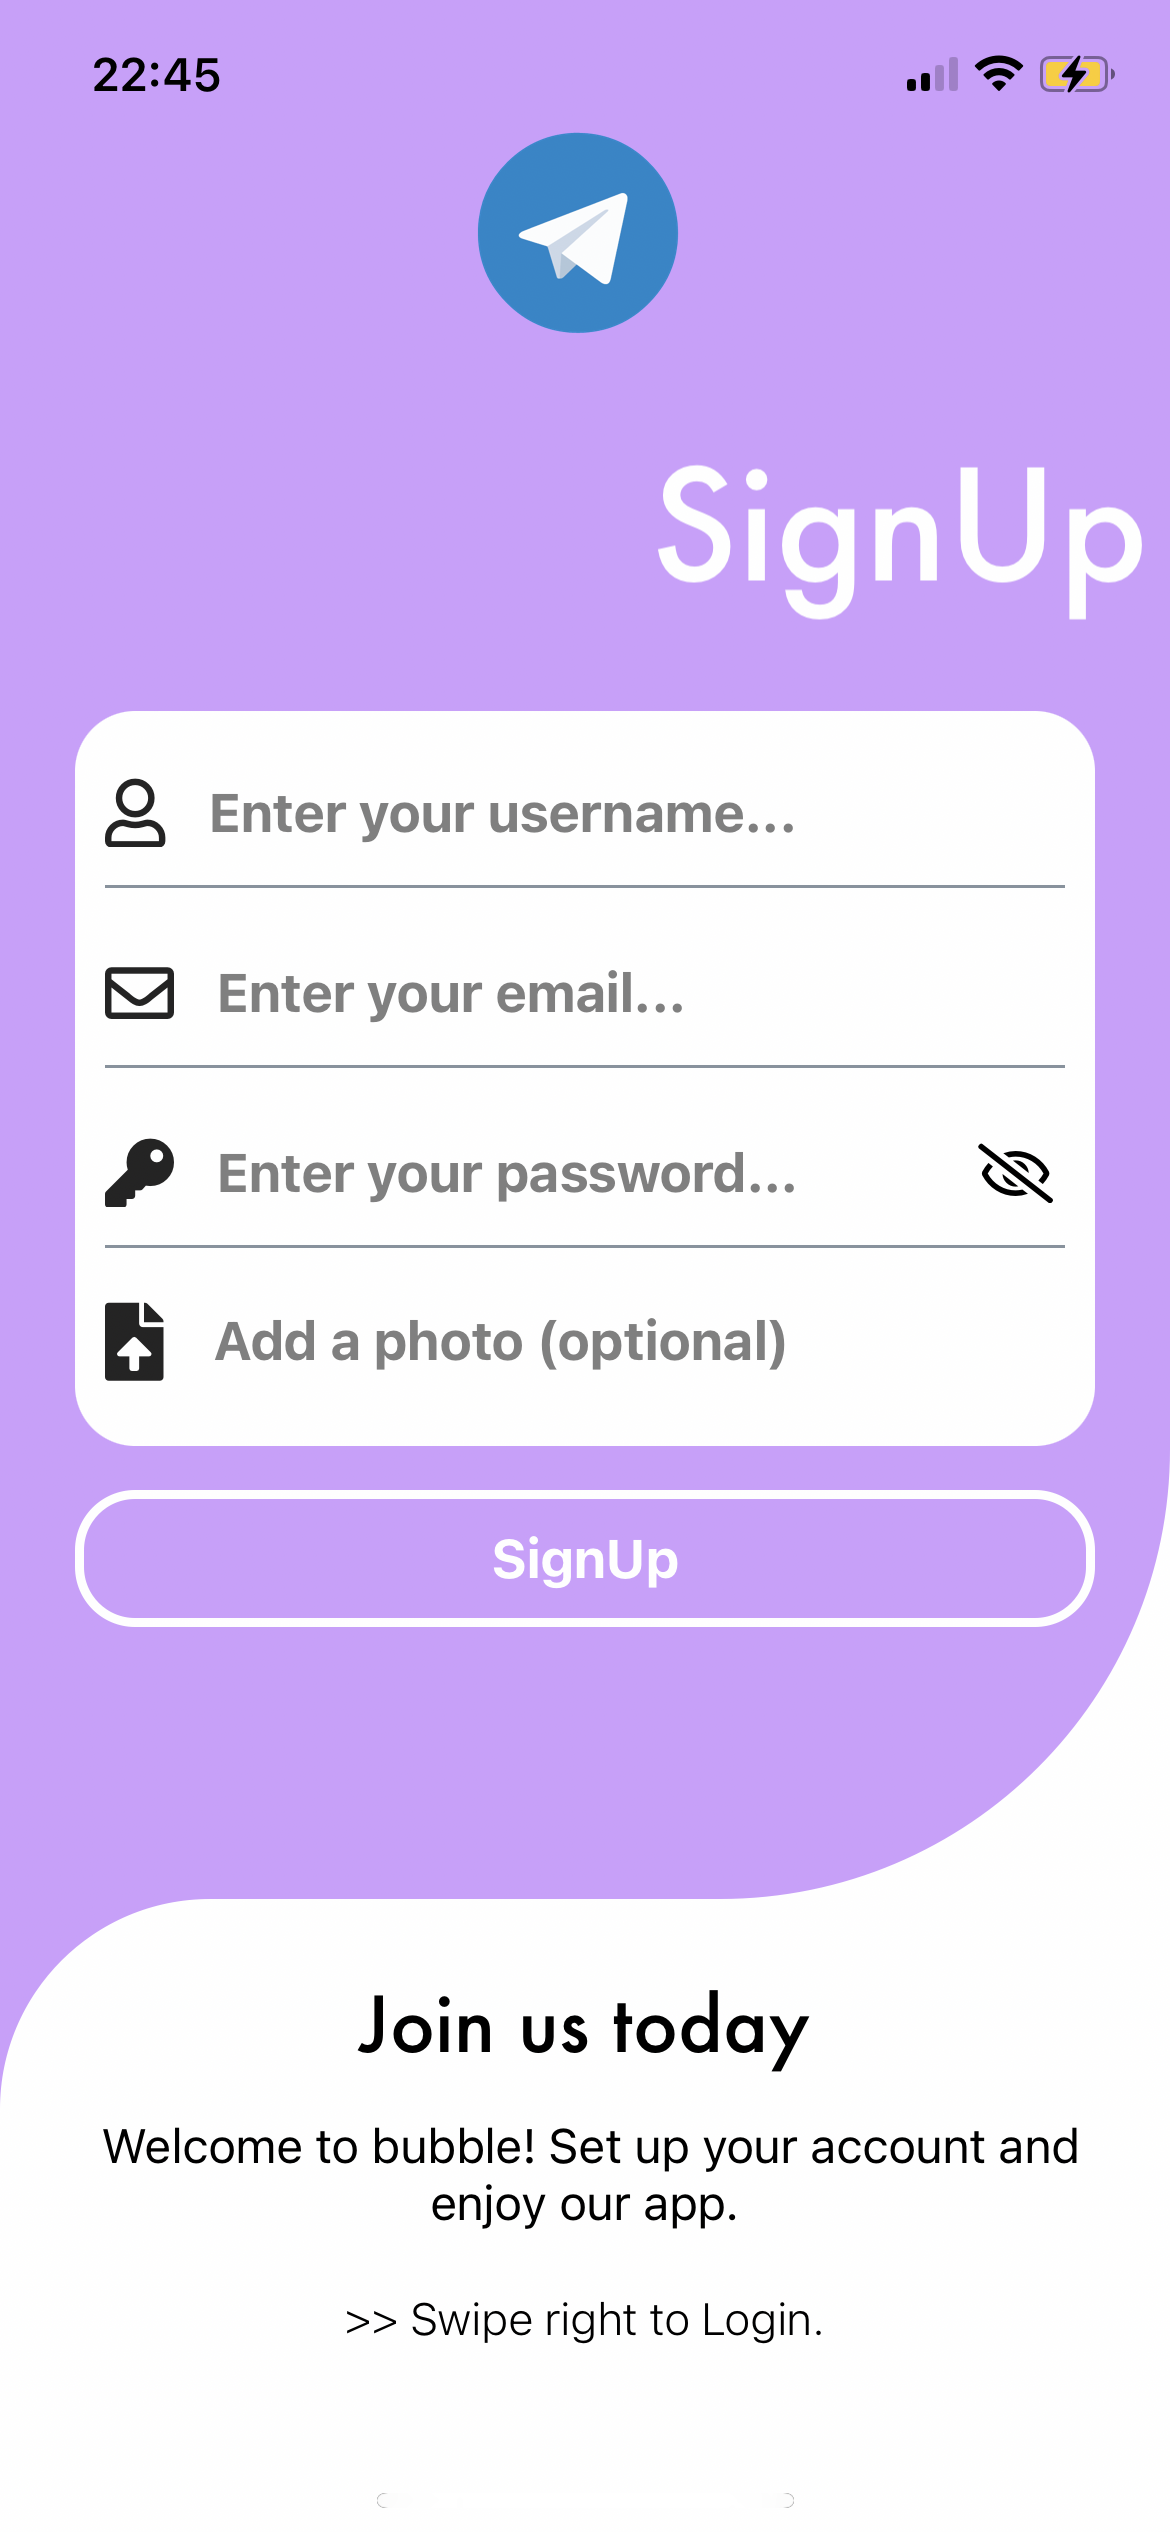 22:45
SignUp
Enter your username...
Enter your email...
Enter your password...
Add a photo (optional)
SignUp
Join us today
Welcome to bubble! Set up your account and
enjoy our app.
>> Swipe right to Login.